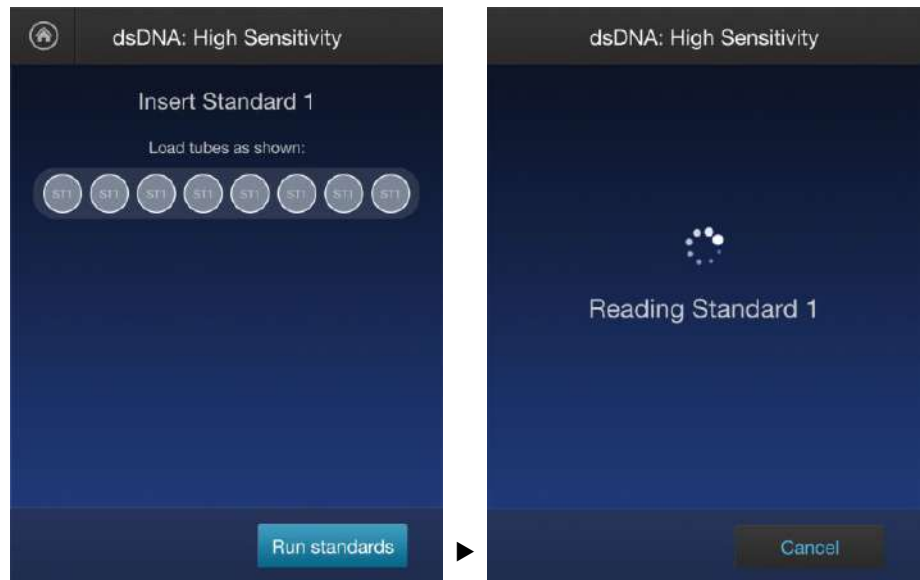 dsDNA: High Sensitivity
Insert Standard 1
Load tubes as shown:
ST1 ST1 ST1 ST1 ST1 ST1 ST1 ST1
Run standards
dsDNA: High Sensitivity
Reading Standard 1
Cancel